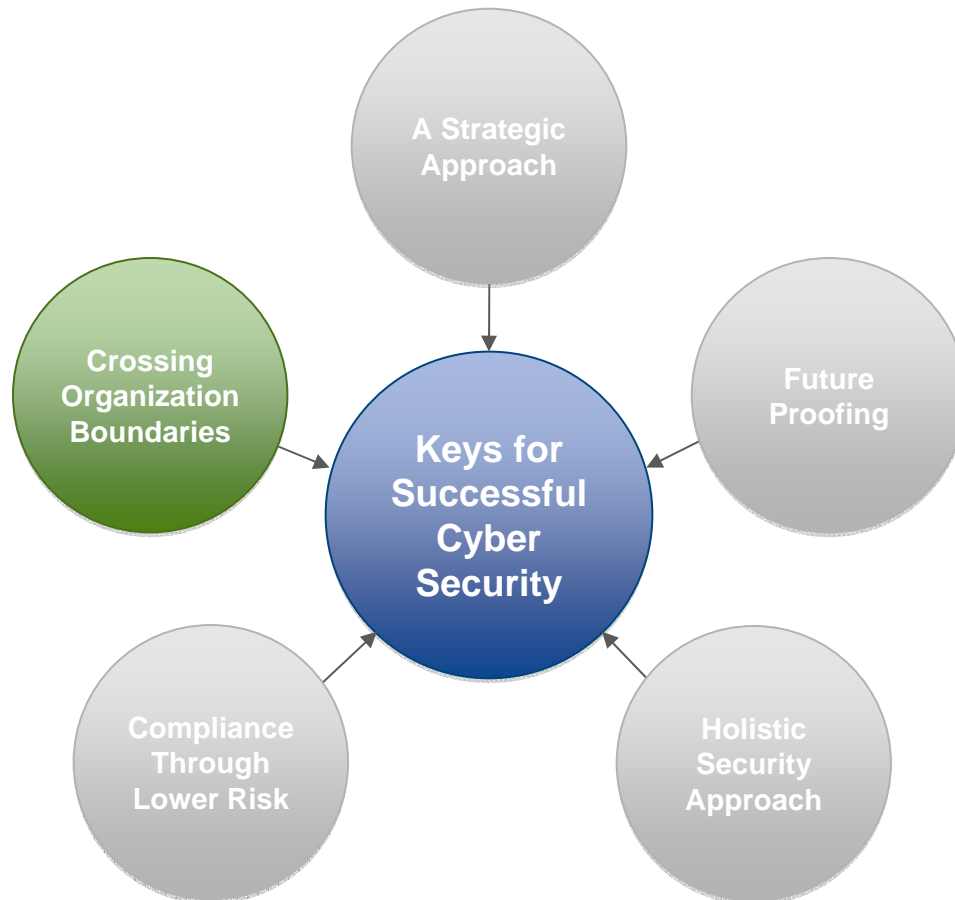 A Strategic
Approach
Crossing
Organization
Boundaries
Future
Proofing
Keys for
Successful
Cyber
Security
Compliance
Through
Lower Risk
Holistic
Security
Approach